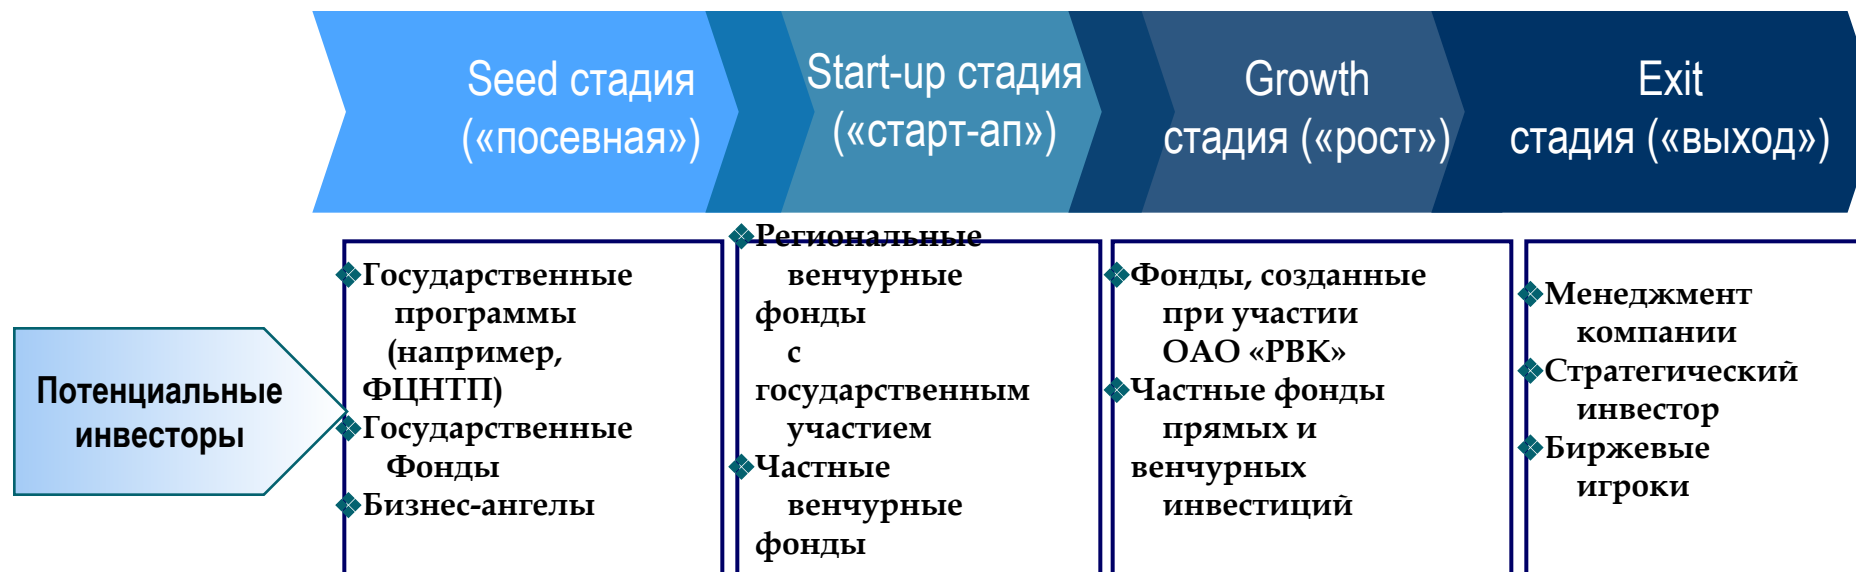 Seed стадия
(«посевная»)
Start-up стадия
(«старт-ап»)
Growth
стадия («рост»)
Exit
стадия («выход»)
Потенциальные
инвесторы
Государственные
программы
(например,
ФЦНТП)
Государственные
Фонды
Бизнес-ангелы
Региональные
венчурные
фонды
с
государственным
участием
Частные
венчурные
фонды
Фонды, созданные
при участии
ОАО «РВК»
Частные фонды
прямых и
венчурных
инвестиций
Менеджмент
компании
Стратегический
инвестор
Биржевые
игроки